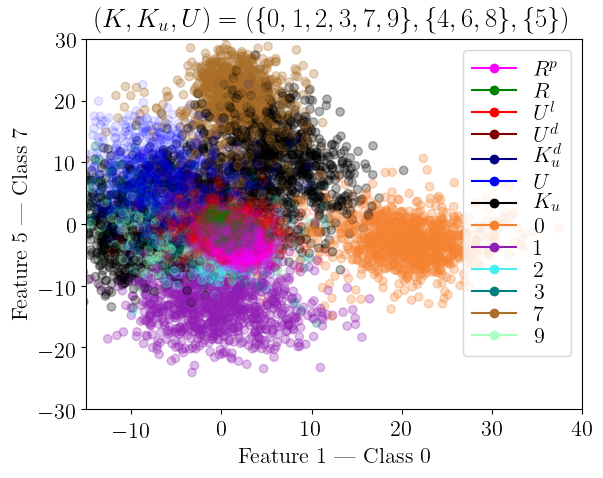 (K, K_u, U) = ({0, 1, 2, 3, 7, 9}, {4, 6, 8}, {5})
30
20
10
0
−10
−20
−30
Feature 5 — Class 7
R^p
R
U^l
U^d
K_u^d
U
K_u
0
1
2
3
7
9
−10
0
10
20
30
40
Feature 1 — Class 0